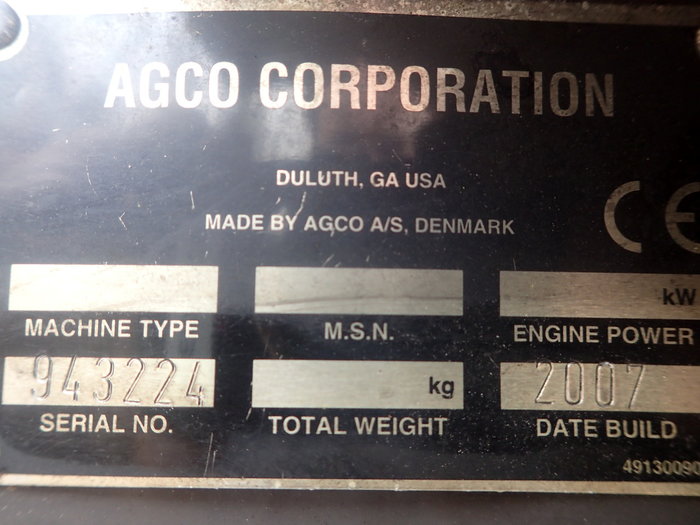 AGCO CORPORATION
DULUTH, GA USA
MADE BY AGCO A/S, DENMARK
CE
kW
MACHINE TYPE M.S.N. ENGINE POWER
943224 kg 2007
SERIAL NO. TOTAL WEIGHT DATE BUILD
49130090